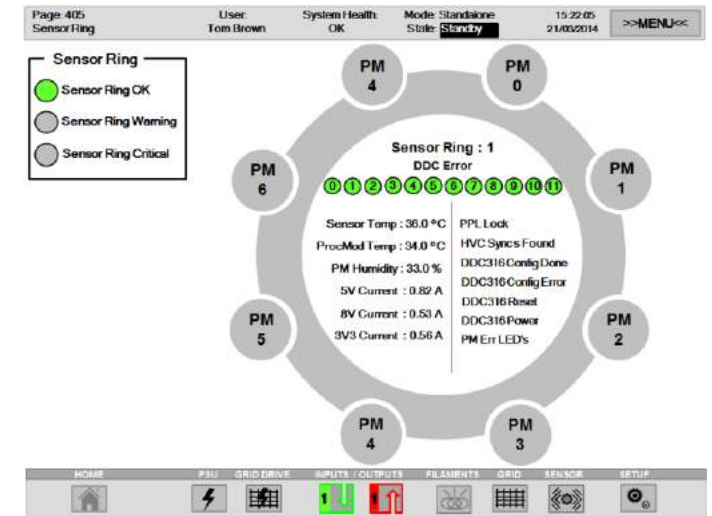 Page: 405
Sensor Ring
User:
Tom Brown
System Health:
OK
Mode: Standalone
State: Standby
15:22:05
21/03/2014
>>MENU<<
Sensor Ring
Sensor Ring OK
Sensor Ring Warning
Sensor Ring Critical
PM
4
PM
0
PM
6
PM
1
PM
5
PM
2
PM
4
PM
3
Sensor Ring : 1
DDC Error
0 1 2 3 4 5 6 7 8 9 10 11
Sensor Temp : 36.0 °C
ProcMod Temp : 34.0 °C
PM Humidity : 33.0 %
5V Current : 0.82 A
8V Current : 0.53 A
3V3 Current : 0.56 A
PPL Lock
HVC Syncs Found
DDC316 Config Done
DDC316 Config Error
DDC316 Reset
DDC316 Power
PM Err LED's
HOME
PSU
GRID DRIVE
INPUTS / OUTPUTS
FILAMENTS
GRID
SENSOR
SETUP
1
1